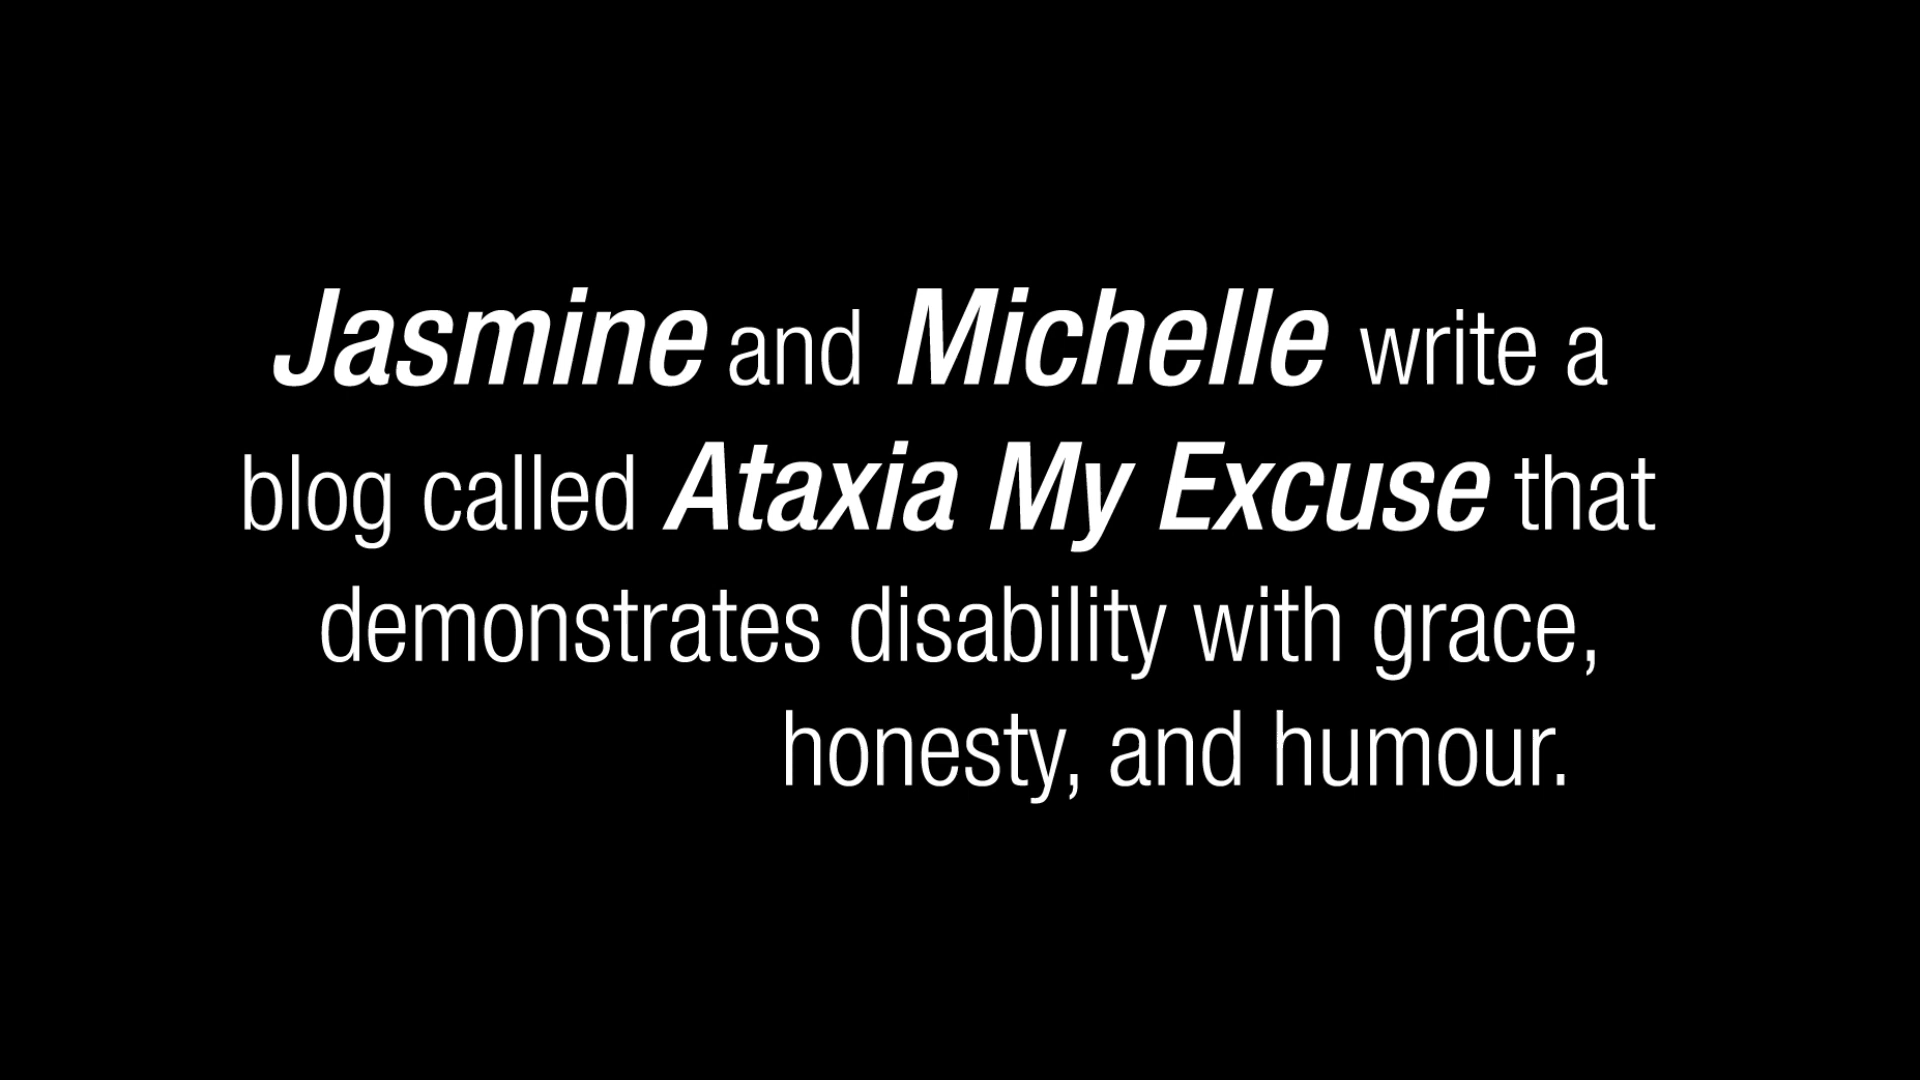 Jasmine and Michelle write a
blog called Ataxia My Excuse that
demonstrates disability with grace,
honesty, and humour.